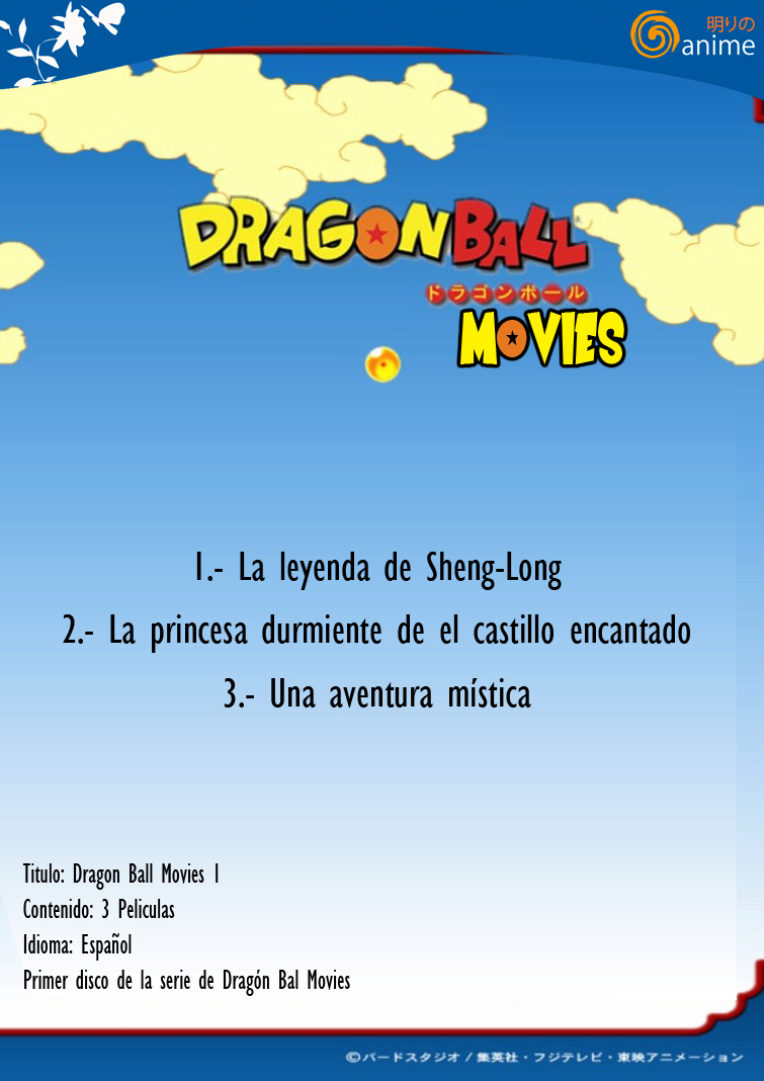 明りの
anime
DRAGON BALL
ドラゴンボール
MOVIES
1.- La leyenda de Sheng-Long
2.- La princesa durmiente de el castillo encantado
3.- Una aventura mística
Titulo: Dragon Ball Movies 1
Contenido: 3 Peliculas
Idioma: Español
Primer disco de la serie de Dragón Bal Movies
©バードスタジオ / 集英社・フジテレビ・東映アニメーション